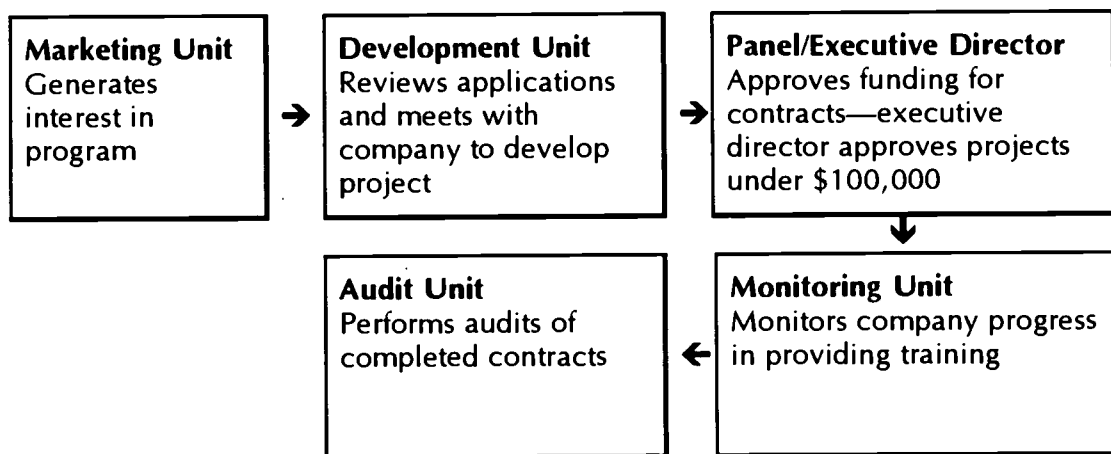 Marketing Unit
Generates
interest in
program
Development Unit
Reviews applications
and meets with
company to develop
project
Panel/Executive Director
Approves funding for
contracts—executive
director approves projects
under $100,000
Monitoring Unit
Monitors company progress
in providing training
Audit Unit
Performs audits of
completed contracts